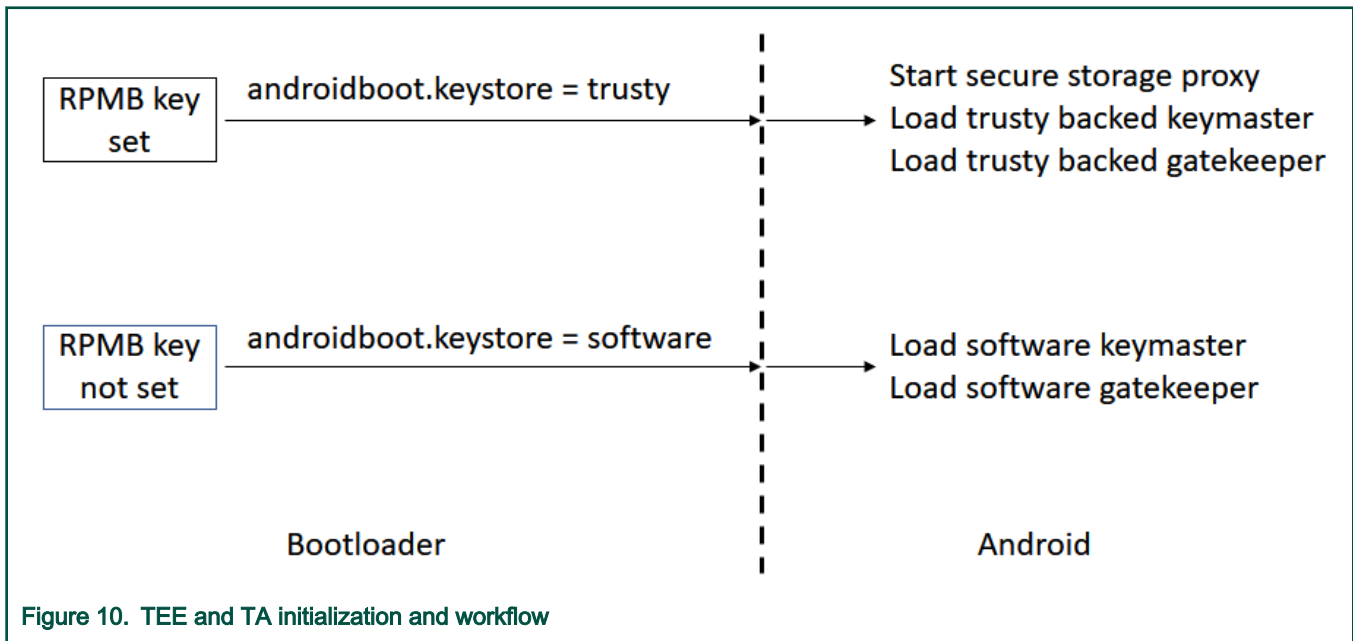 RPMB key
set
androidboot.keystore = trusty
Start secure storage proxy
Load trusty backed keymaster
Load trusty backed gatekeeper
RPMB key
not set
androidboot.keystore = software
Load software keymaster
Load software gatekeeper
Bootloader
Android
Figure 10. TEE and TA initialization and workflow